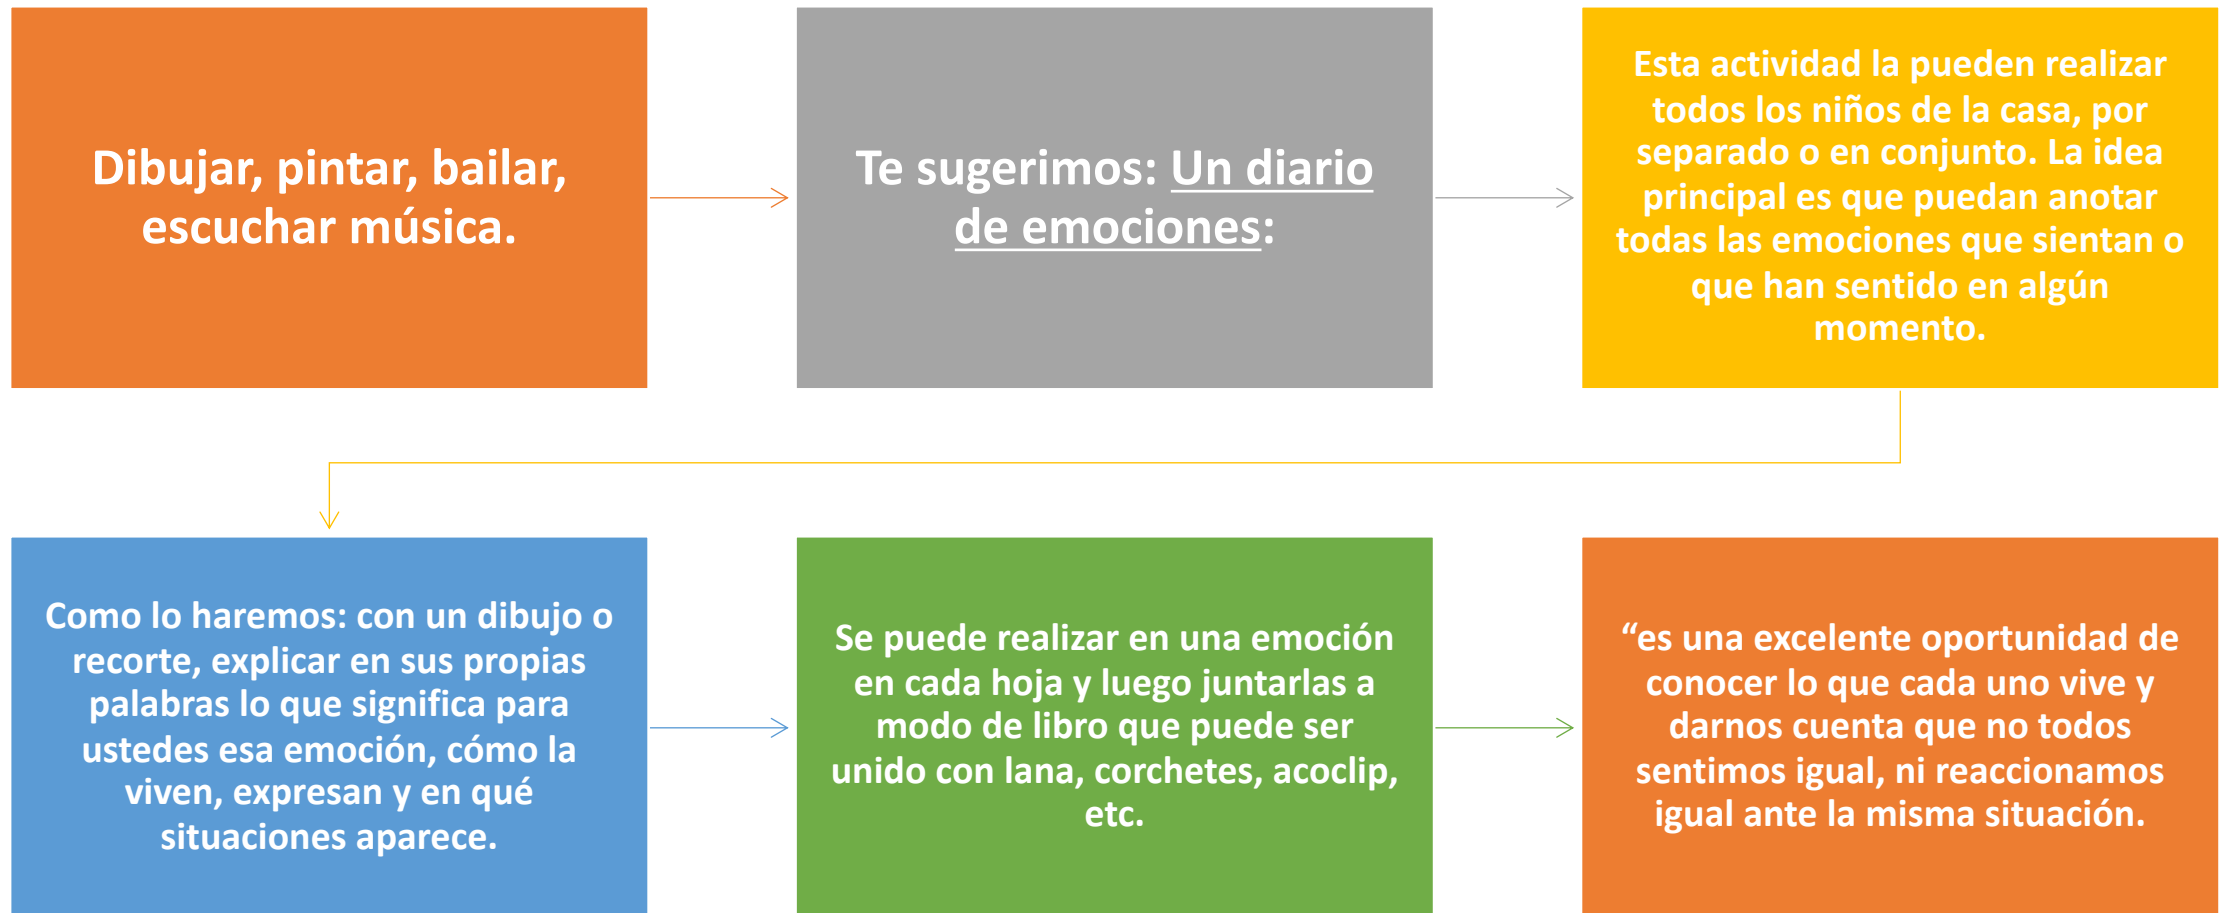 Dibujar, pintar, bailar,
escuchar música.
Te sugerimos: Un diario
de emociones:
Esta actividad la pueden realizar
todos los niños de la casa, por
separado o en conjunto. La idea
principal es que puedan anotar
todas las emociones que sientan o
que han sentido en algún
momento.
Como lo haremos: con un dibujo o
recorte, explicar en sus propias
palabras lo que significa para
ustedes esa emoción, cómo la
viven, expresan y en qué
situaciones aparece.
Se puede realizar en una emoción
en cada hoja y luego juntarlas a
modo de libro que puede ser
unido con lana, corchetes, acoclip,
etc.
“es una excelente oportunidad de
conocer lo que cada uno vive y
darnos cuenta que no todos
sentimos igual, ni reaccionamos
igual ante la misma situación.